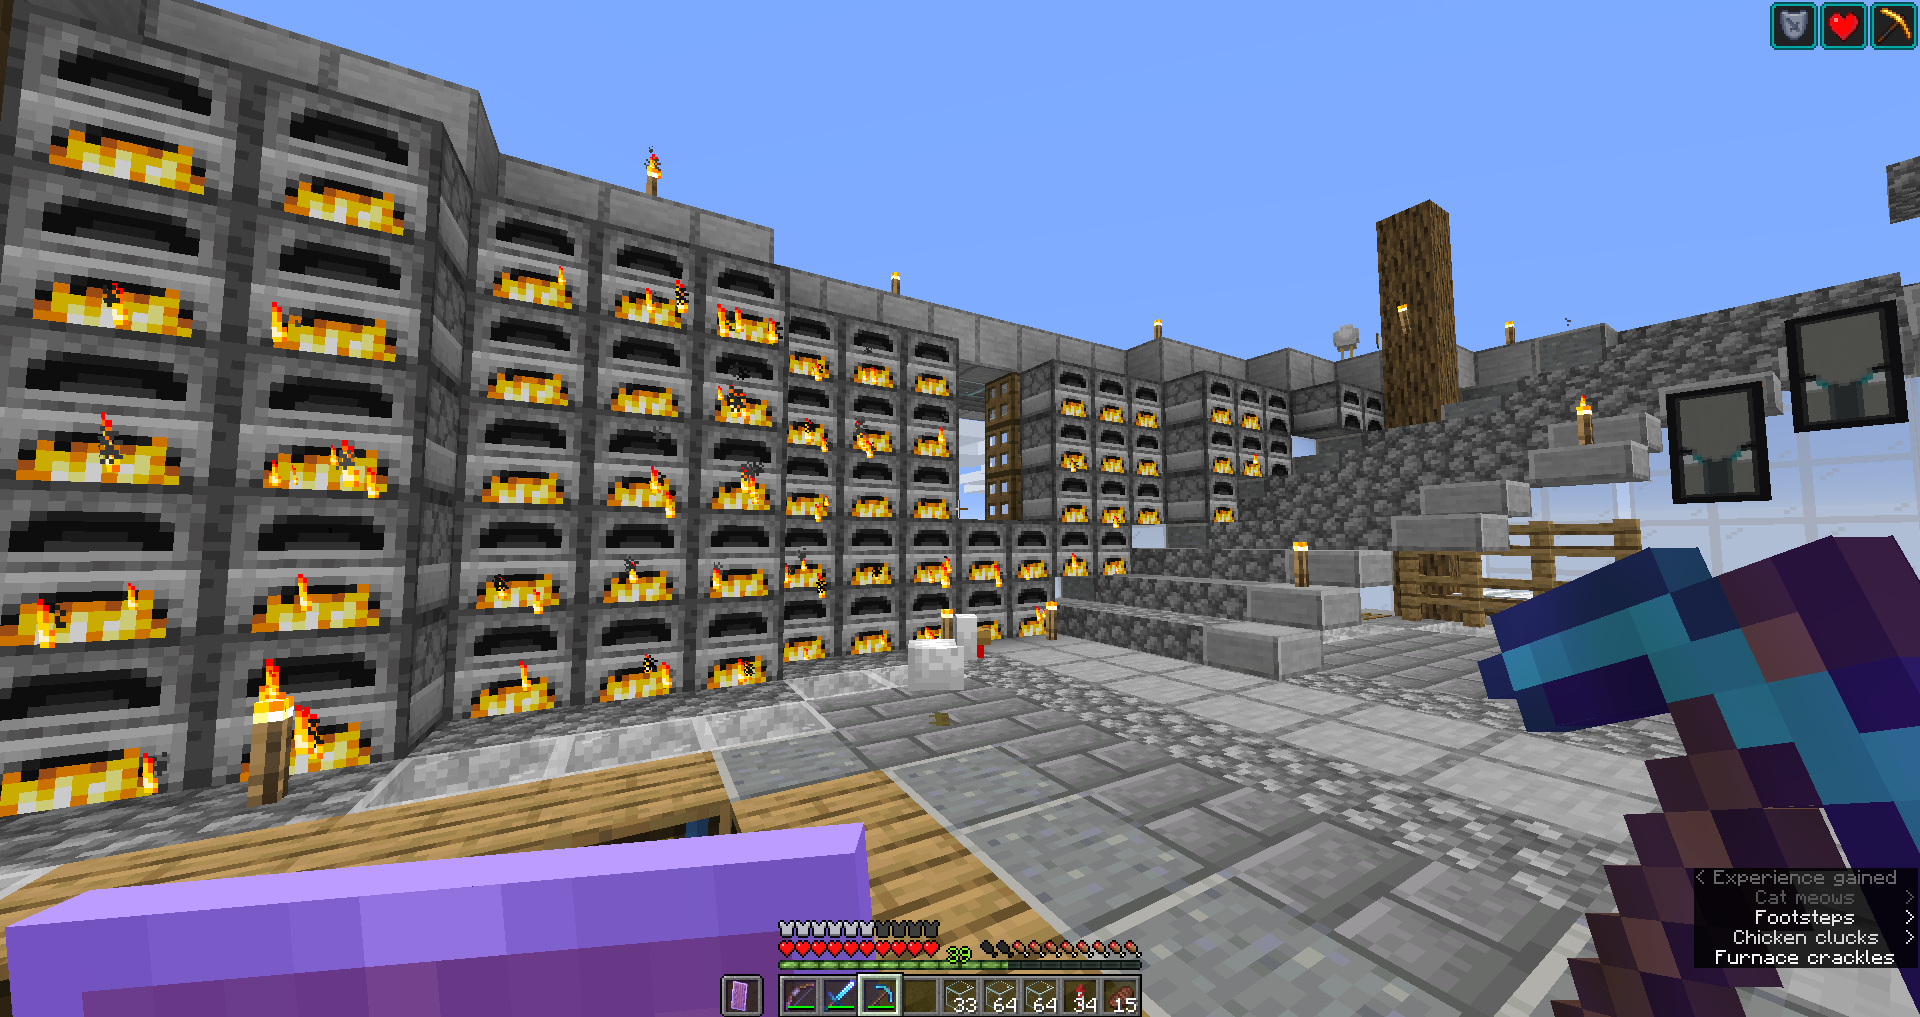 < Experience gained
Cat meows >
Footsteps >
Chicken clucks >
Furnace crackles
39
33 64 64 34 15